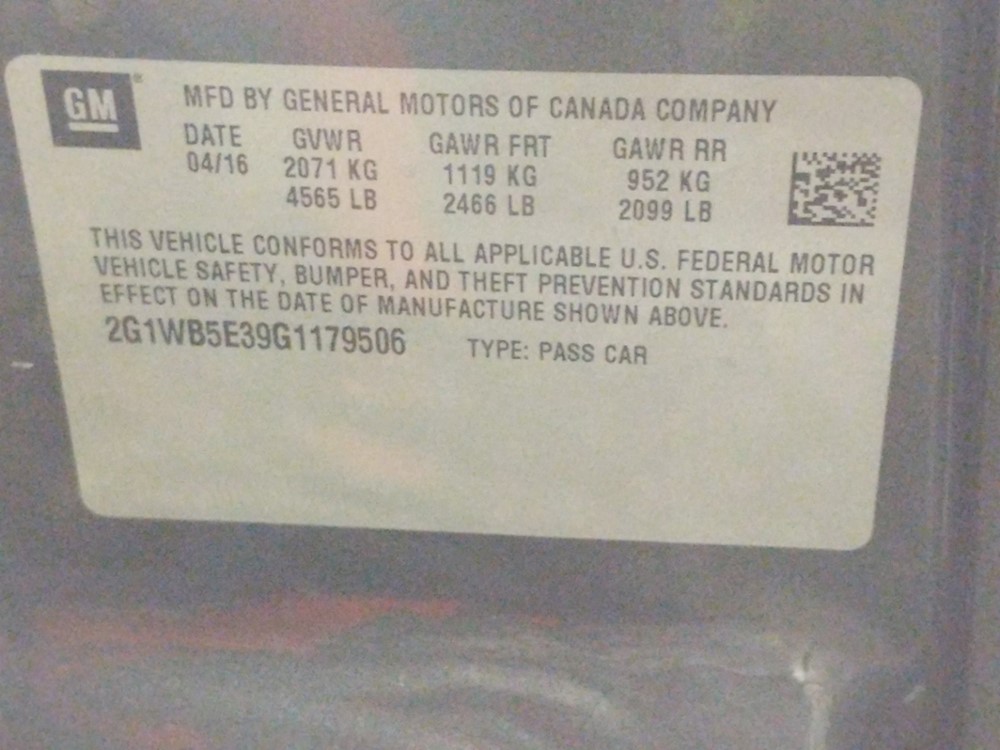 GM
MFD BY GENERAL MOTORS OF CANADA COMPANY
DATE GVWR GAWR FRT GAWR RR
04/16 2071 KG 1119 KG 952 KG
4565 LB 2466 LB 2099 LB
THIS VEHICLE CONFORMS TO ALL APPLICABLE U.S. FEDERAL MOTOR
VEHICLE SAFETY, BUMPER, AND THEFT PREVENTION STANDARDS IN
EFFECT ON THE DATE OF MANUFACTURE SHOWN ABOVE.
2G1WB5E39G1179506 TYPE: PASS CAR